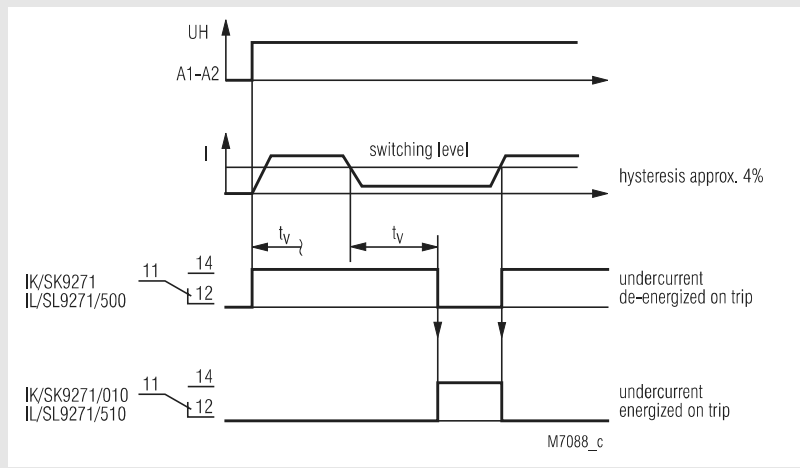 UH
A1–A2
I
switching level
hysteresis approx. 4%
tv
tv
IK/SK9271
IL/SL9271/500
11
14
12
undercurrent
de-energized on trip
IK/SK9271/010
IL/SL9271/510
11
14
12
undercurrent
energized on trip
M7088_c